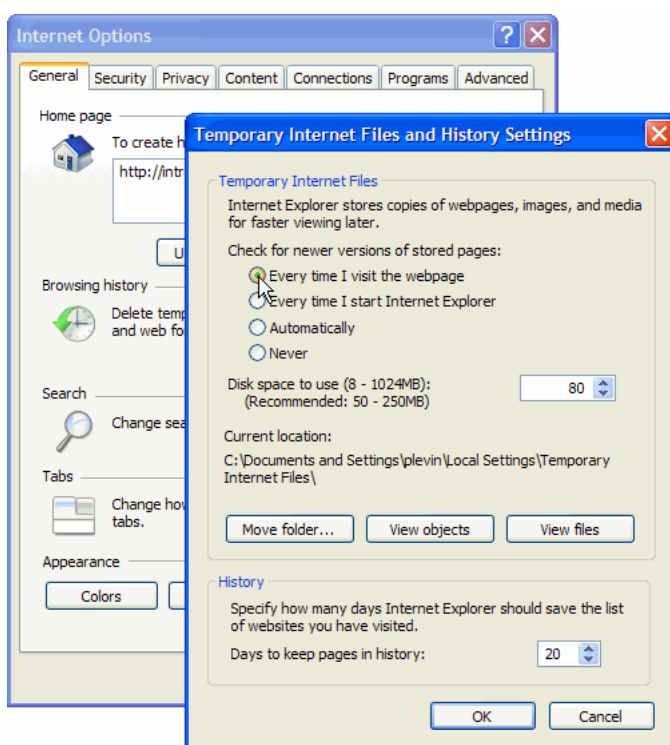 Internet Options
General Security Privacy Content Connections Programs Advanced
Home page
To create h
http://intr
U
Browsing history
Delete temp
and web fo
Search
Change sea
Tabs
Change how
tabs.
Appearance
Colors
Temporary Internet Files and History Settings
Temporary Internet Files
Internet Explorer stores copies of webpages, images, and media
for faster viewing later.
Check for newer versions of stored pages:
Every time I visit the webpage
Every time I start Internet Explorer
Automatically
Never
Disk space to use (8 - 1024MB):
(Recommended: 50 - 250MB)
80
Current location:
C:\Documents and Settings\plevin\Local Settings\Temporary
Internet Files\
Move folder... View objects View files
History
Specify how many days Internet Explorer should save the list
of websites you have visited.
Days to keep pages in history: 20
OK Cancel